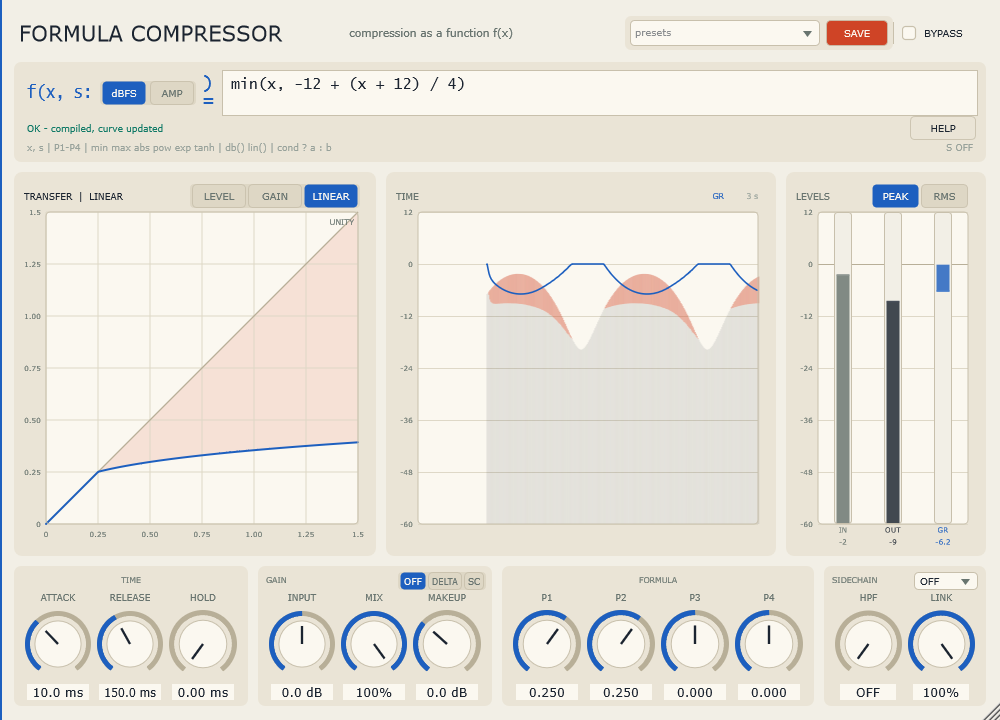 FORMULA COMPRESSOR
compression as a function f(x)
presets
SAVE
BYPASS
f(x, s: dBFS AMP ) =
min(x, -12 + (x + 12) / 4)
OK - compiled, curve updated
HELP
x, s | P1-P4 | min max abs pow exp tanh | db() lin() | cond ? a : b
S OFF
TRANSFER | LINEAR
LEVEL
GAIN
LINEAR
UNITY
1.5
1.25
1.00
0.75
0.50
0.25
0
0
0.25
0.50
0.75
1.00
1.25
1.5
TIME
GR
3 s
12
0
-12
-24
-36
-48
-60
LEVELS
PEAK
RMS
12
0
-12
-24
-36
-48
-60
IN
OUT
GR
-2
-9
-6.2
TIME
ATTACK
RELEASE
HOLD
10.0 ms
150.0 ms
0.00 ms
GAIN
OFF
DELTA
SC
INPUT
MIX
MAKEUP
0.0 dB
100%
0.0 dB
FORMULA
P1
P2
P3
P4
0.250
0.250
0.000
0.000
SIDECHAIN
OFF
HPF
LINK
OFF
100%